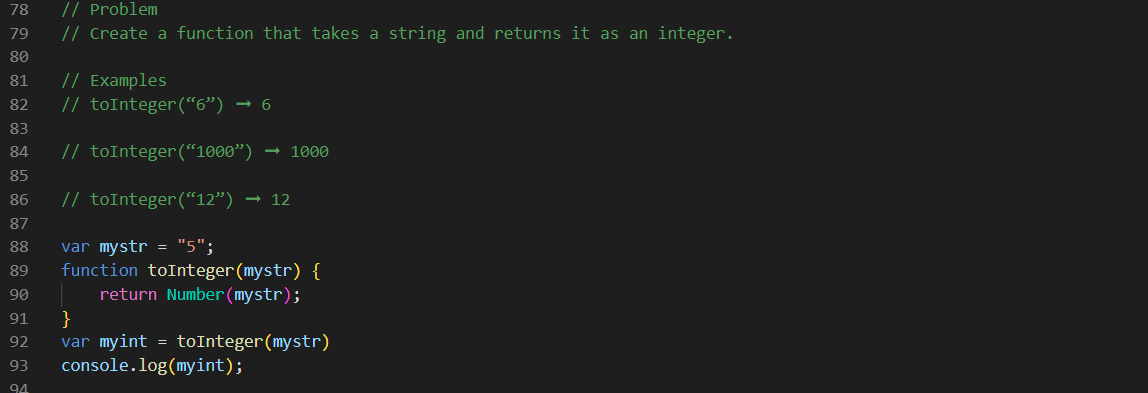 78 // Problem
79 // Create a function that takes a string and returns it as an integer.
80
81 // Examples
82 // toInteger(“6”) ➞ 6
83
84 // toInteger(“1000”) ➞ 1000
85
86 // toInteger(“12”) ➞ 12
87
88 var mystr = "5";
89 function toInteger(mystr) {
90     return Number(mystr);
91 }
92 var myint = toInteger(mystr)
93 console.log(myint);
94